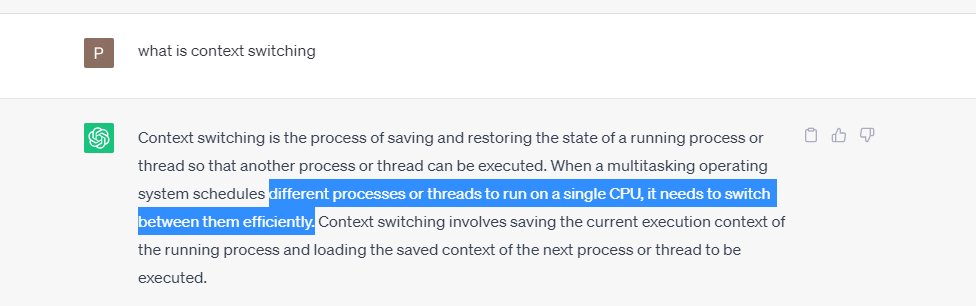 P
what is context switching
Context switching is the process of saving and restoring the state of a running process or
thread so that another process or thread can be executed. When a multitasking operating
system schedules different processes or threads to run on a single CPU, it needs to switch
between them efficiently. Context switching involves saving the current execution context of
the running process and loading the saved context of the next process or thread to be
executed.